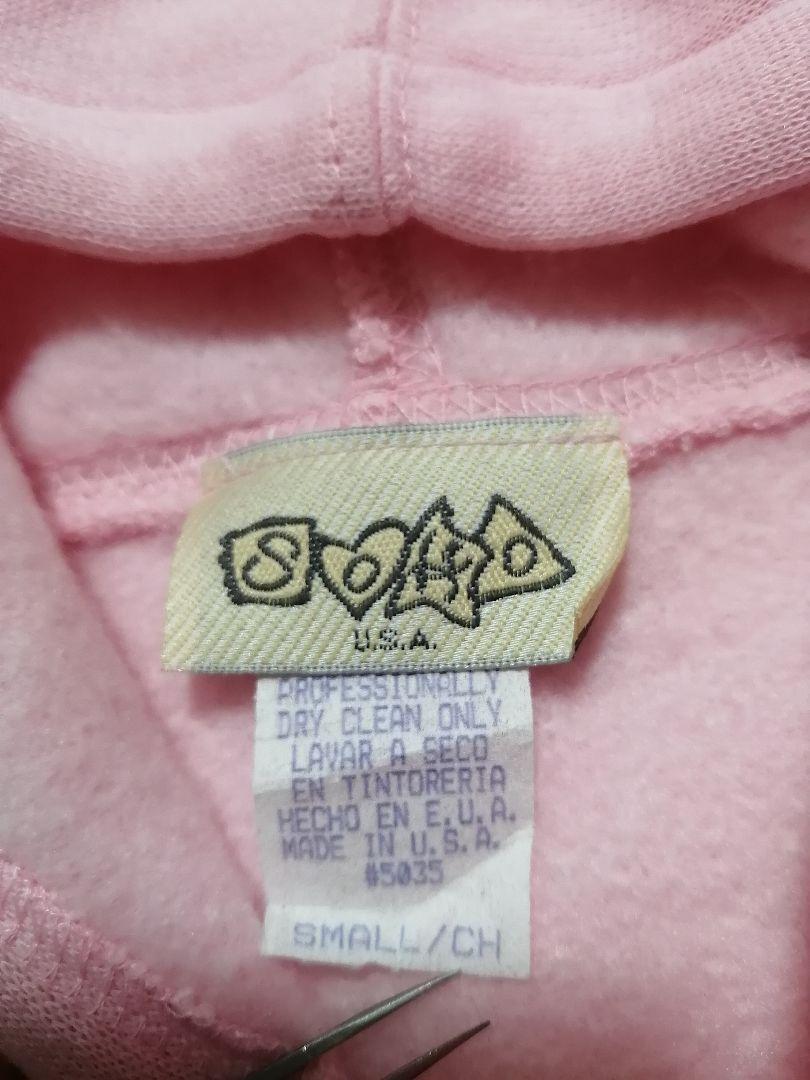 SOHO
U.S.A.
PROFESSIONALLY
DRY CLEAN ONLY
LAVAR A SECO
EN TINTORERIA
HECHO EN E.U.A.
MADE IN U.S.A.
#5035
SMALL/CH